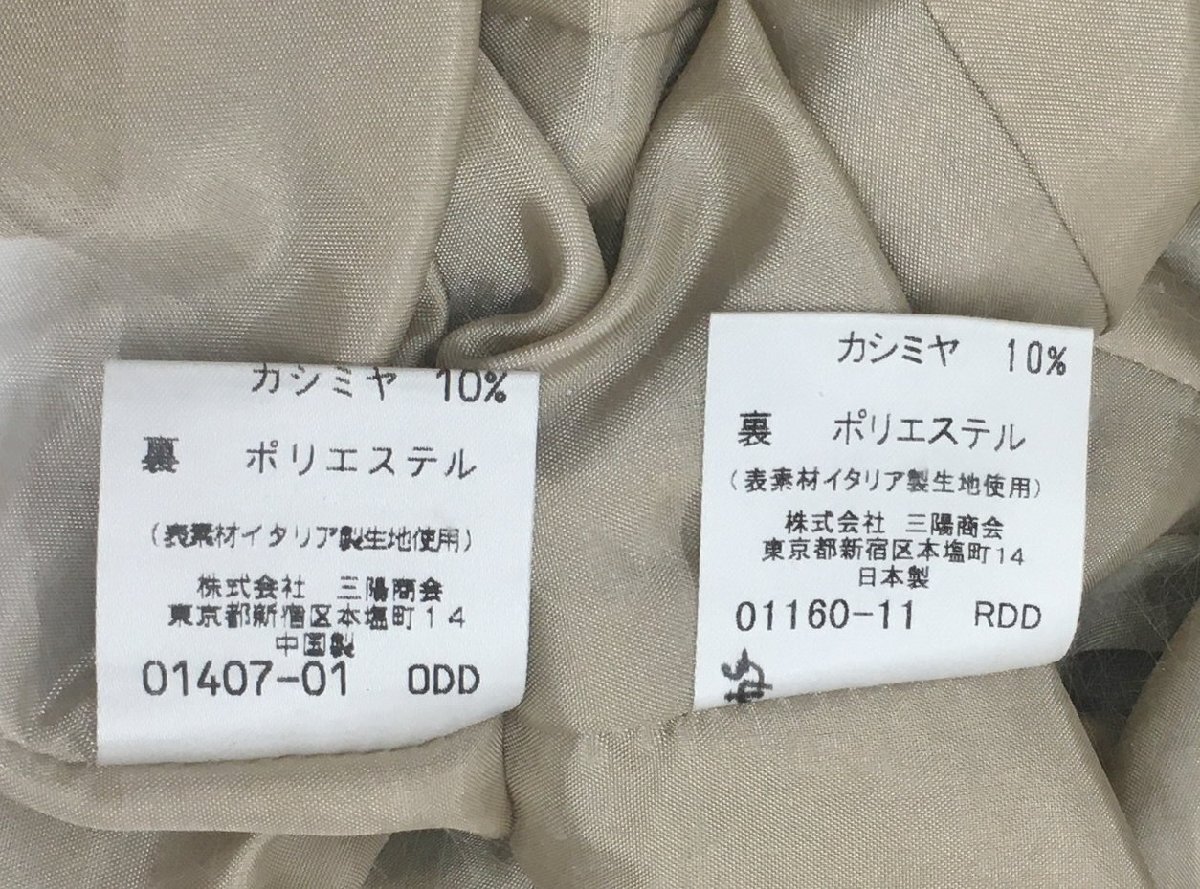 カシミヤ 10%
裏 ポリエステル
(表素材イタリア製生地使用)
株式会社 三陽商会
東京都新宿区本塩町14
中国製
01407-01 ODD
カシミヤ 10%
裏 ポリエステル
(表素材イタリア製生地使用)
株式会社 三陽商会
東京都新宿区本塩町14
日本製
01160-11 RDD